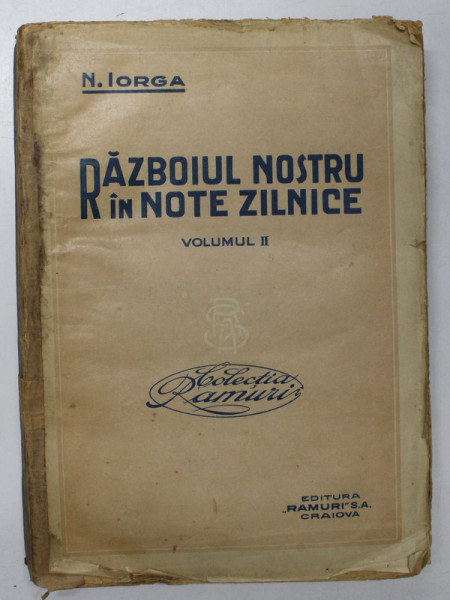 N. IORGA
RĂZBOIUL NOSTRU
ÎN NOTE ZILNICE
VOLUMUL II
Colecția
Ramuri
EDITURA
„RAMURI” S.A.
CRAIOVA